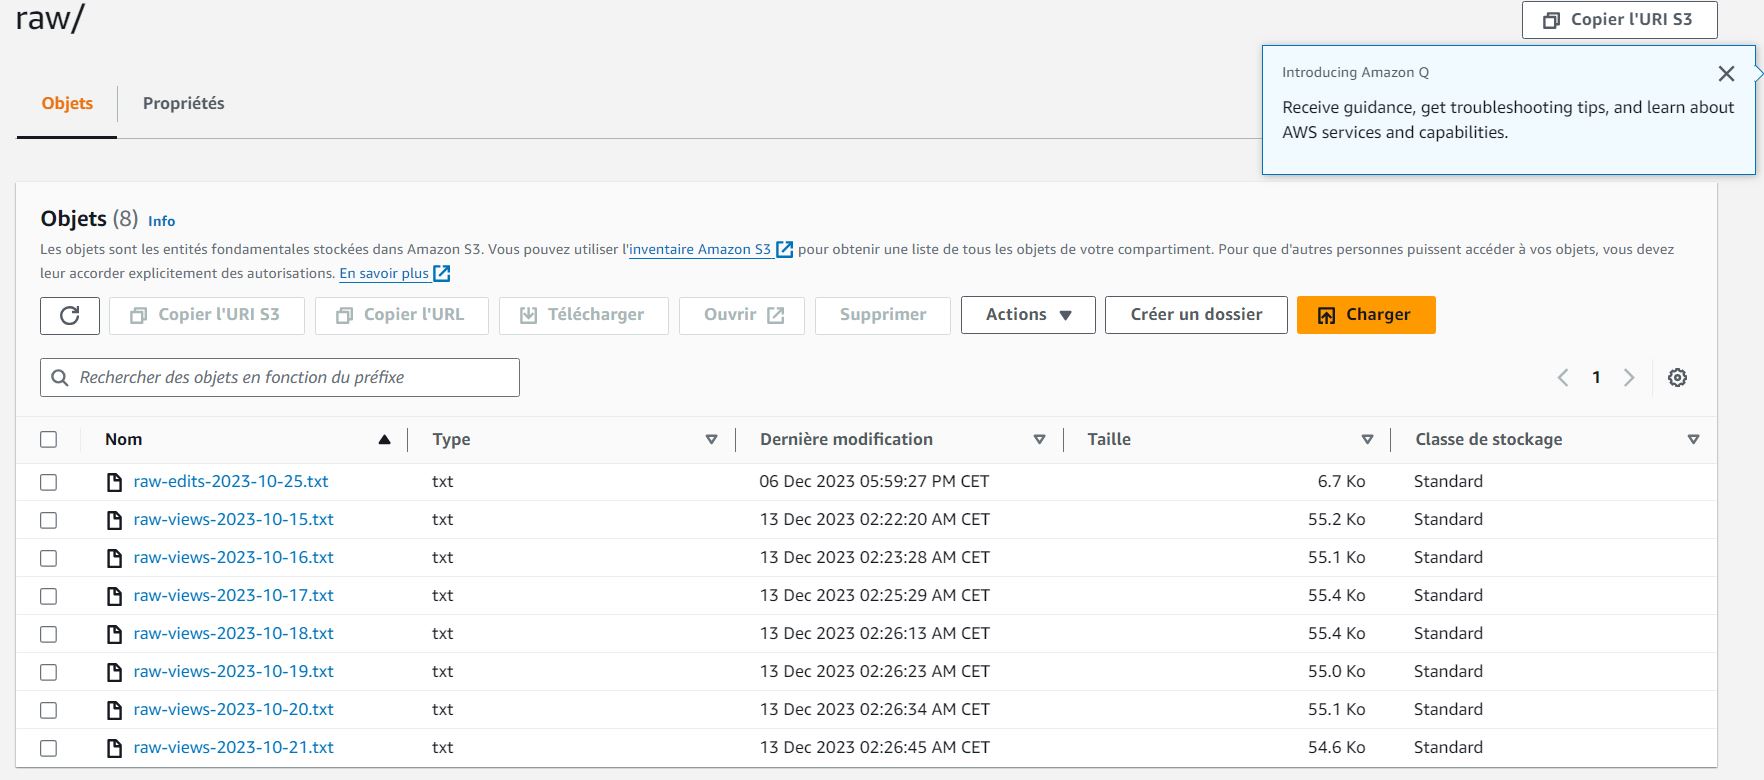 raw/
Copier l'URI S3
Introducing Amazon Q
Receive guidance, get troubleshooting tips, and learn about
AWS services and capabilities.
Objets
Propriétés
Objets (8) Info
Les objets sont les entités fondamentales stockées dans Amazon S3. Vous pouvez utiliser l'inventaire Amazon S3 pour obtenir une liste de tous les objets de votre compartiment. Pour que d'autres personnes puissent accéder à vos objets, vous devez
leur accorder explicitement des autorisations. En savoir plus
Copier l'URI S3 Copier l'URL Télécharger Ouvrir Supprimer Actions Créer un dossier Charger
Rechercher des objets en fonction du préfixe 1
Nom Type Dernière modification Taille Classe de stockage
raw-edits-2023-10-25.txt txt 06 Dec 2023 05:59:27 PM CET 6.7 Ko Standard
raw-views-2023-10-15.txt txt 13 Dec 2023 02:22:20 AM CET 55.2 Ko Standard
raw-views-2023-10-16.txt txt 13 Dec 2023 02:23:28 AM CET 55.1 Ko Standard
raw-views-2023-10-17.txt txt 13 Dec 2023 02:25:29 AM CET 55.4 Ko Standard
raw-views-2023-10-18.txt txt 13 Dec 2023 02:26:13 AM CET 55.4 Ko Standard
raw-views-2023-10-19.txt txt 13 Dec 2023 02:26:23 AM CET 55.0 Ko Standard
raw-views-2023-10-20.txt txt 13 Dec 2023 02:26:34 AM CET 55.1 Ko Standard
raw-views-2023-10-21.txt txt 13 Dec 2023 02:26:45 AM CET 54.6 Ko Standard